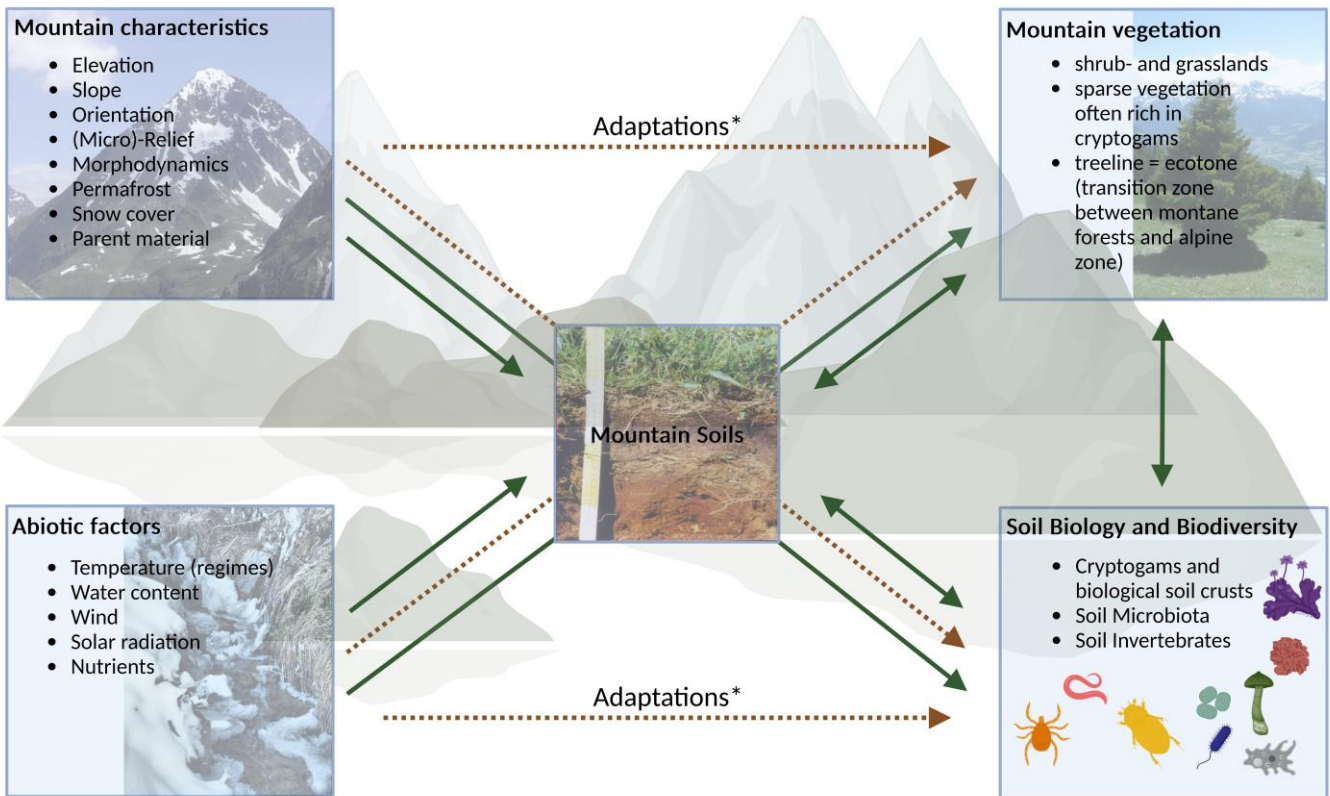 Mountain characteristics
• Elevation
• Slope
• Orientation
• (Micro)-Relief
• Morphodynamics
• Permafrost
• Snow cover
• Parent material
Adaptations*
Mountain vegetation
• shrub- and grasslands
• sparse vegetation
often rich in
cryptogams
• treeline = ecotone
(transition zone
between montane
forests and alpine
zone)
Mountain Soils
Abiotic factors
• Temperature (regimes)
• Water content
• Wind
• Solar radiation
• Nutrients
Adaptations*
Soil Biology and Biodiversity
• Cryptogams and
biological soil crusts
• Soil Microbiota
• Soil Invertebrates